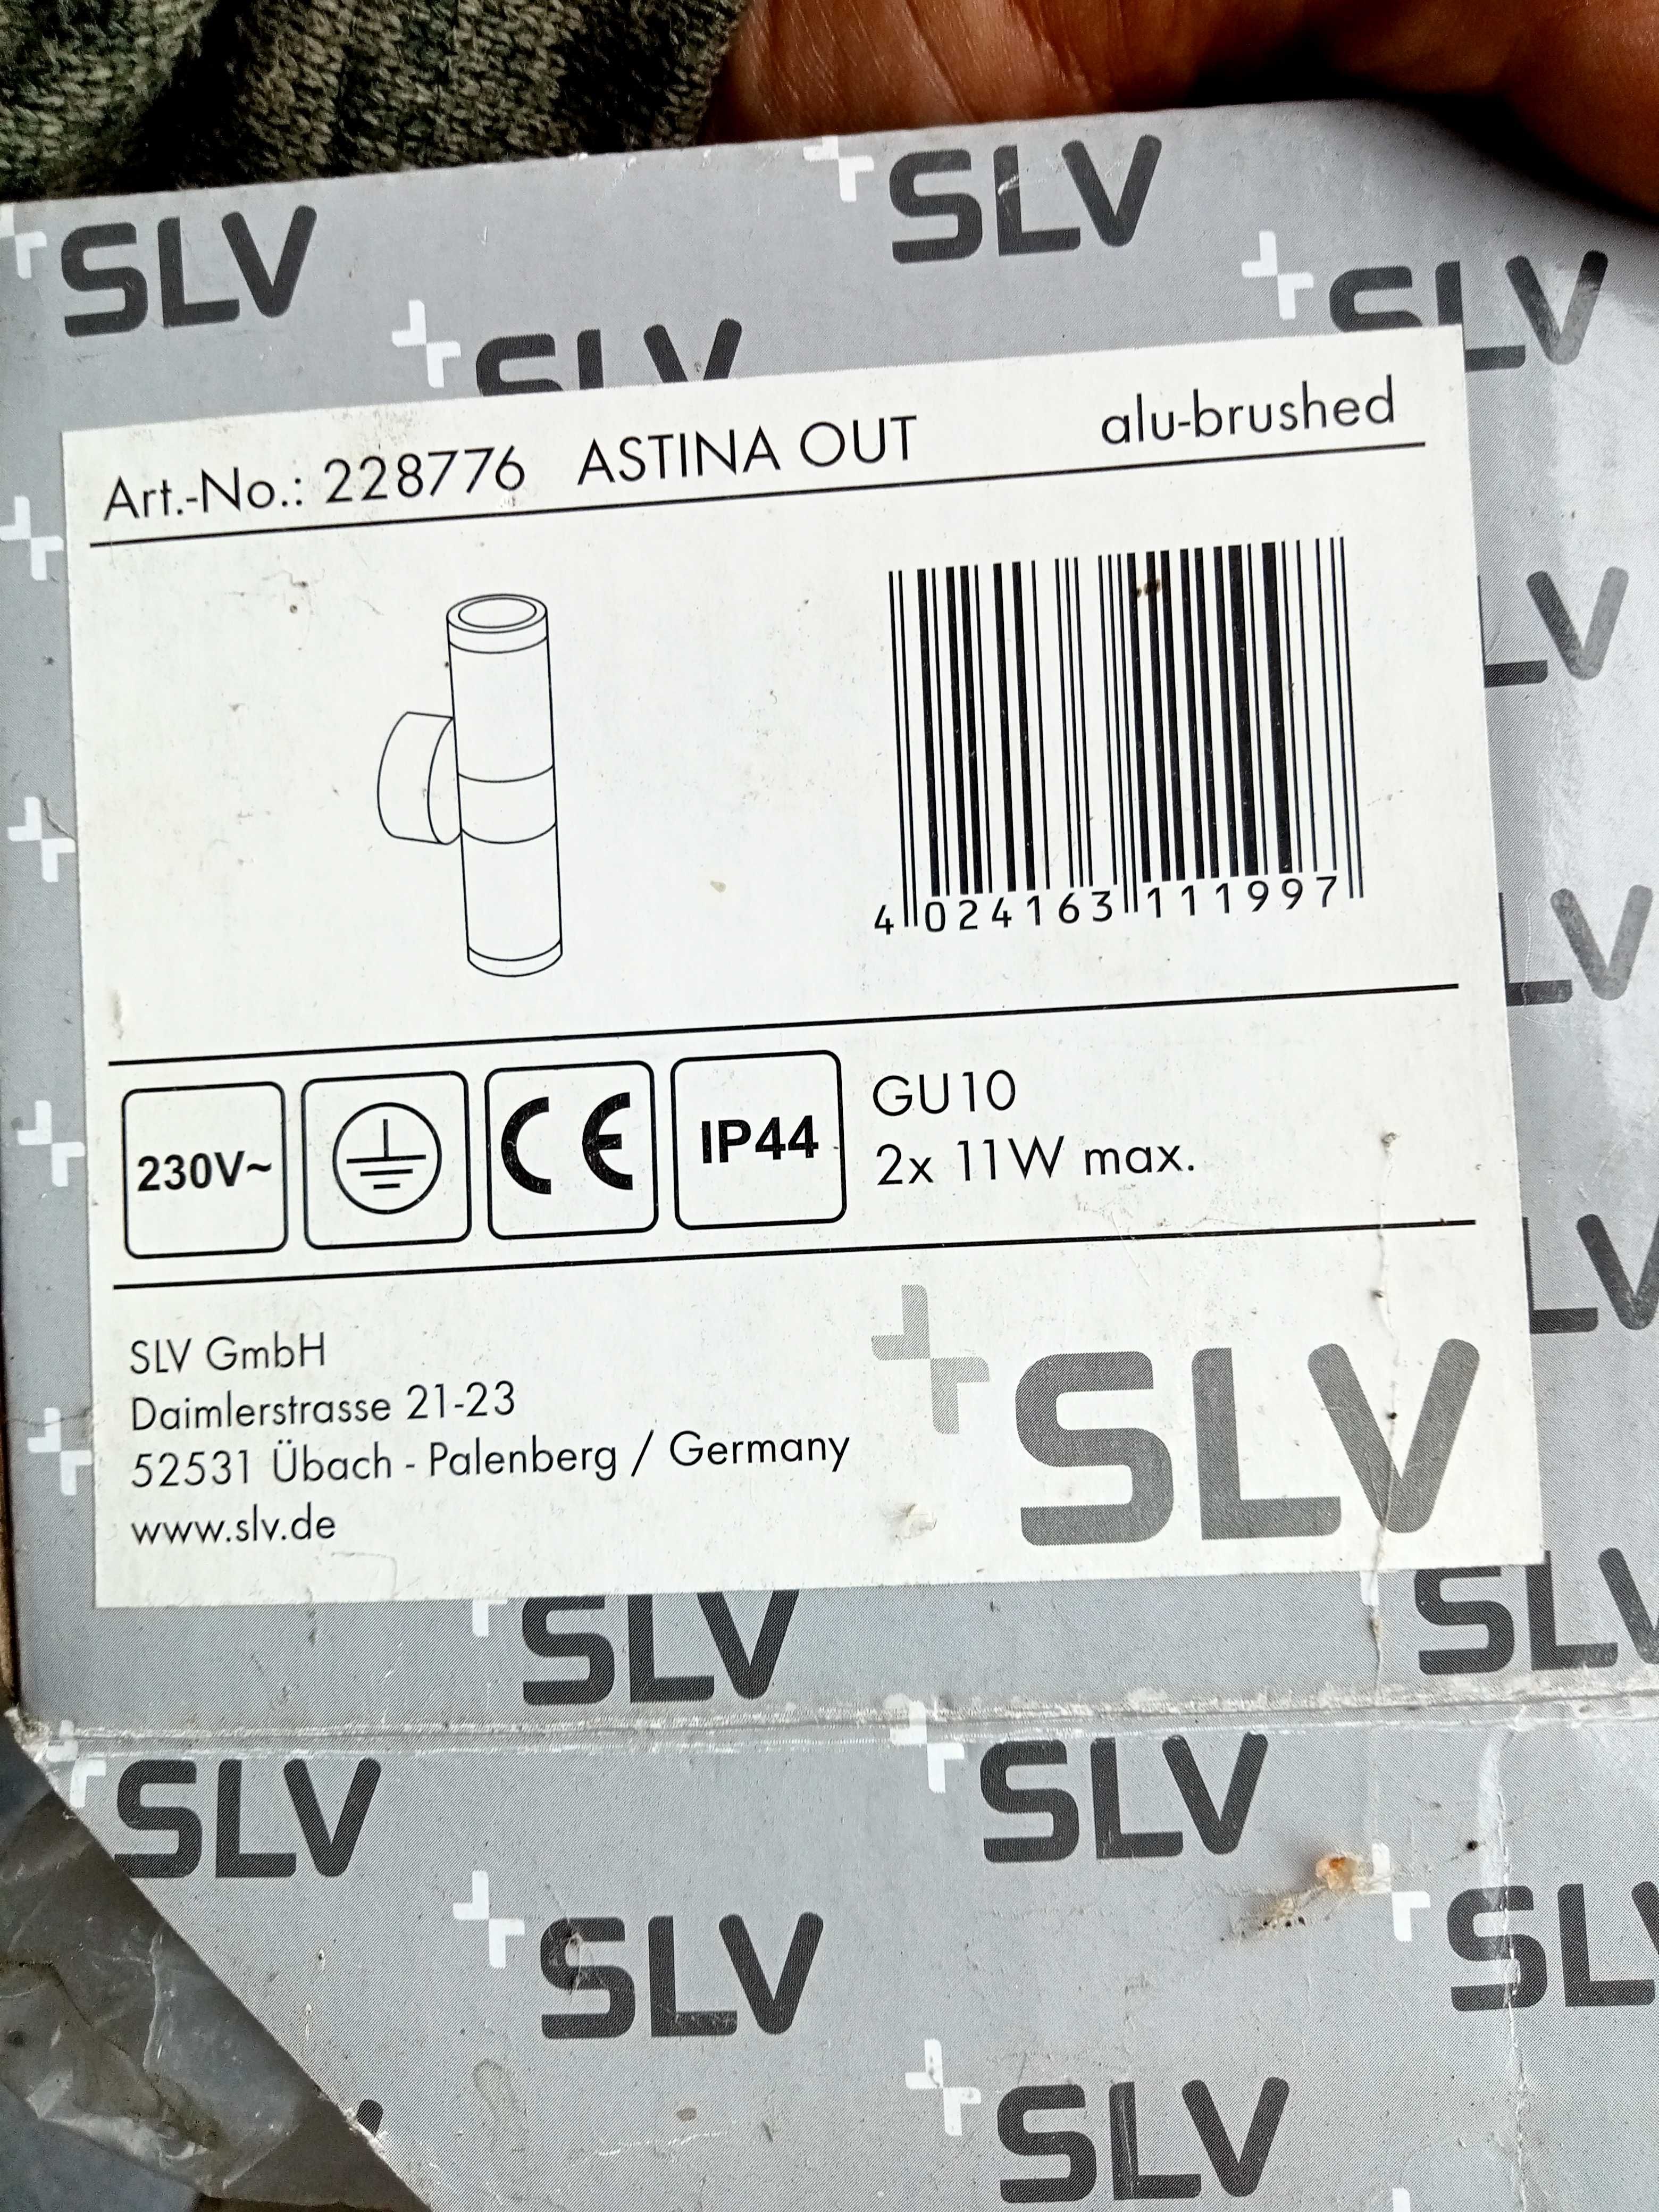 SLV
SLV
SLV
SLV
Art.-No.: 228776 ASTINA OUT alu-brushed
4 024163 111997
230V~ CE IP44
GU10
2x 11W max.
SLV GmbH
Daimlerstrasse 21-23
52531 Übach - Palenberg / Germany
www.slv.de
SLV
SLV
SLV
SLV
SLV
SLV
SLV
SLV